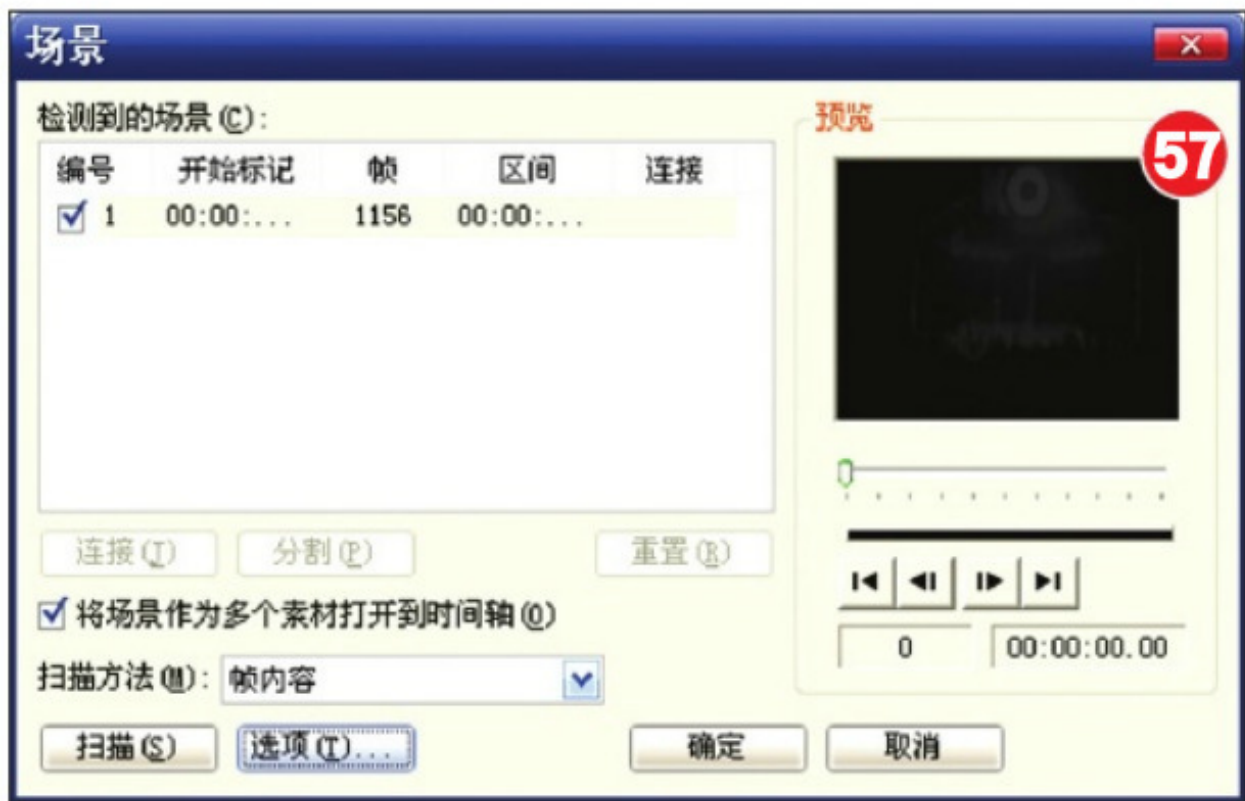 场景
检测到的场景(C):
编号 开始标记 帧 区间 连接
1 00:00:... 1156 00:00:...
连接(J) 分割(P) 重置(R)
将场景作为多个素材打开到时间轴(O)
扫描方法(M): 帧内容
扫描(S) 选项(T)... 确定 取消
预览
57
0 00:00:00.00